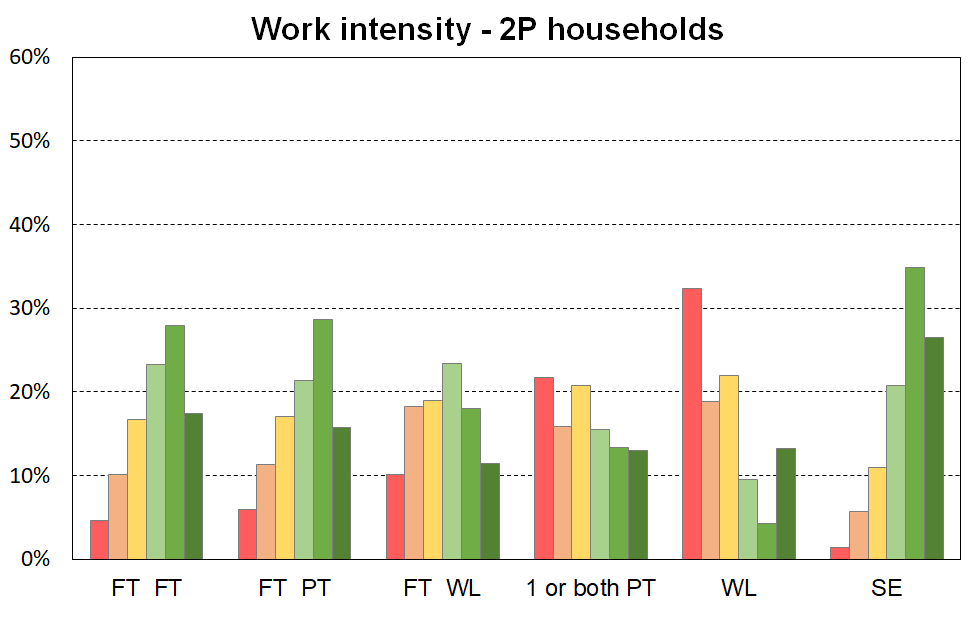 Work intensity - 2P households
60%
50%
40%
30%
20%
10%
0%
FT FT
FT PT
FT WL
1 or both PT
WL
SE